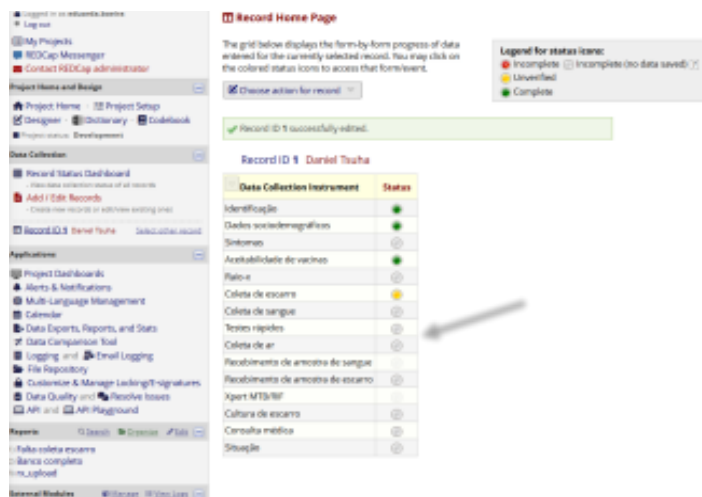 Logged in as
Log out
My Projects
REDCap Messenger
Contact REDCap administrator
Project Home and Design
Project Home Project Setup
Designer Dictionary Codebook
Project status: Development
Data Collection
Record Status Dashboard
- View data collection status of all records
Add / Edit Records
- Create new records or edit/view existing ones
Record ID 1 Daniel Tsuha Select other record
Applications
Project Dashboards
Alerts & Notifications
Multi-Language Management
Calendar
Data Exports, Reports, and Stats
Data Comparison Tool
Logging and Email Logging
File Repository
Customize & Manage Locking/E-signatures
Data Quality and Resolve Issues
API and API Playground
Reports Search Organize Edit
Falta coleta escarro
Banco completo
m_upload
External Modules Manage View Logs
Record Home Page
The grid below displays the form-by-form progress of data
entered for the currently selected record. You may click on
the colored status icons to access that form/event.
Choose action for record
Legend for status icons:
Incomplete Incomplete (no data saved) ?
Unverified
Complete
Record ID 1 successfully edited.
Record ID 1 Daniel Tsuha
Data Collection Instrument Status
Identificação
Dados sociodemográficos
Sintomas
Aceitabilidade de vacinas
Raio-x
Coleta de escarro
Coleta de sangue
Testes rápidos
Coleta de ar
Recebimento de amostra de sangue
Recebimento de amostra de escarro
Xpert MTB/RIF
Cultura de escarro
Consulta médica
Situação